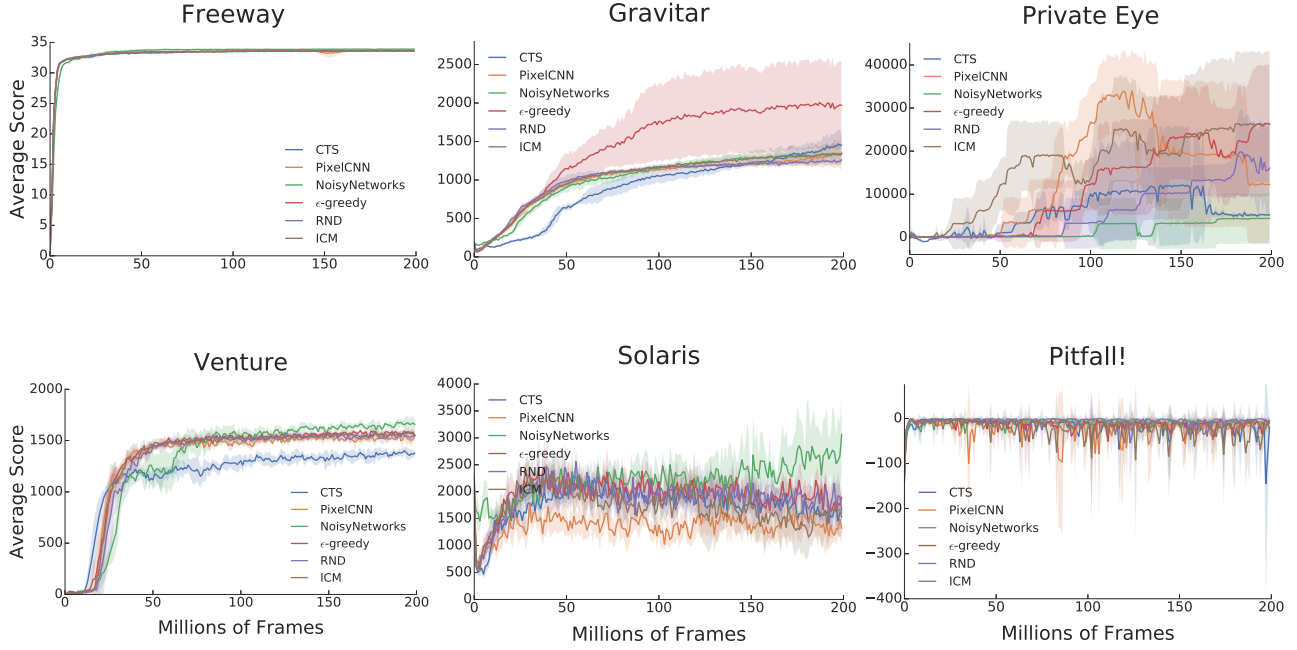 Freeway
Gravitar
Private Eye
Average Score
35
30
25
20
15
10
5
0
0
50
100
150
200
CTS
PixelCNN
NoisyNetworks
ϵ-greedy
RND
ICM
2500
2000
1500
1000
500
0
0
50
100
150
200
CTS
PixelCNN
NoisyNetworks
ϵ-greedy
RND
ICM
40000
30000
20000
10000
0
0
50
100
150
200
CTS
PixelCNN
NoisyNetworks
ϵ-greedy
RND
ICM
Venture
Solaris
Pitfall!
Average Score
2000
1500
1000
500
0
0
50
100
150
200
CTS
PixelCNN
NoisyNetworks
ϵ-greedy
RND
ICM
Millions of Frames
4000
3500
3000
2500
2000
1500
1000
500
0
0
50
100
150
200
CTS
PixelCNN
NoisyNetworks
ϵ-greedy
RND
ICM
Millions of Frames
0
−100
−200
−300
−400
0
50
100
150
200
CTS
PixelCNN
NoisyNetworks
ϵ-greedy
RND
ICM
Millions of Frames